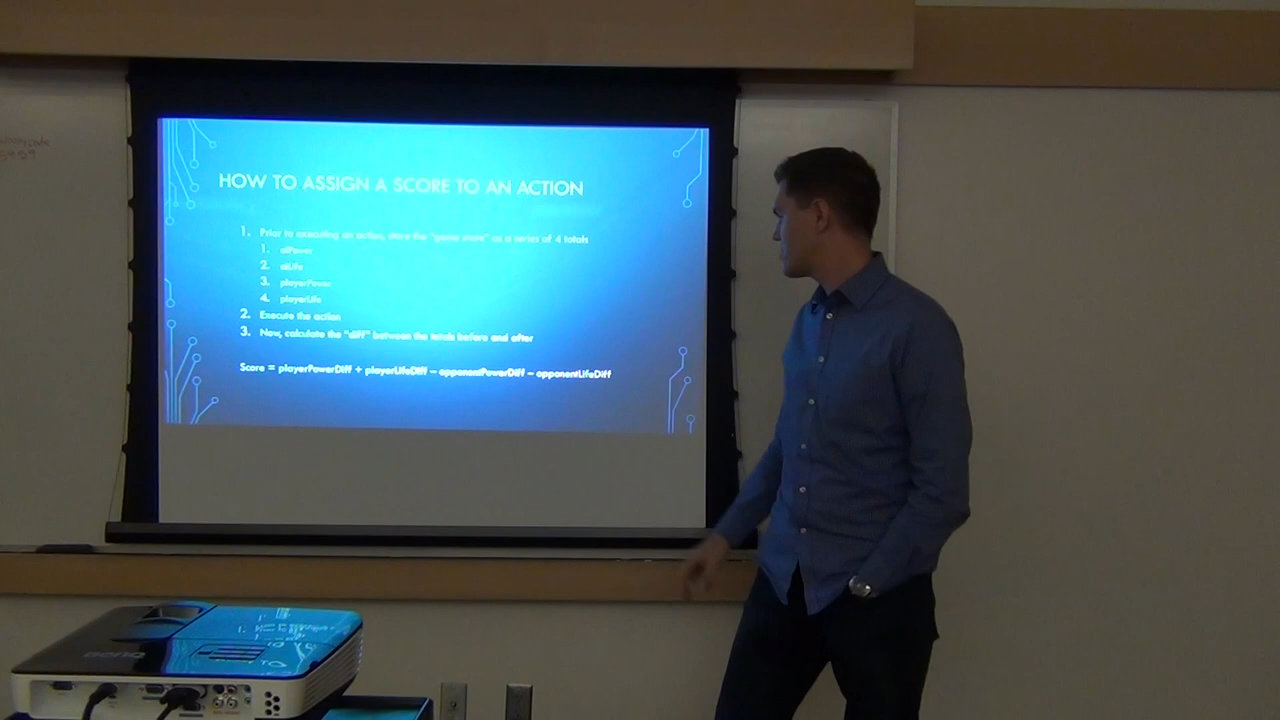 HOW TO ASSIGN A SCORE TO AN ACTION
1. Prior to executing an action, store the "game state" as a series of 4 totals
1. aiPower
2. aiLife
3. playerPower
4. playerLife
2. Execute the action
3. Now, calculate the "diff" between the totals before and after
Score = playerPowerDiff + playerLifeDiff – opponentPowerDiff – opponentLifeDiff
BenQ